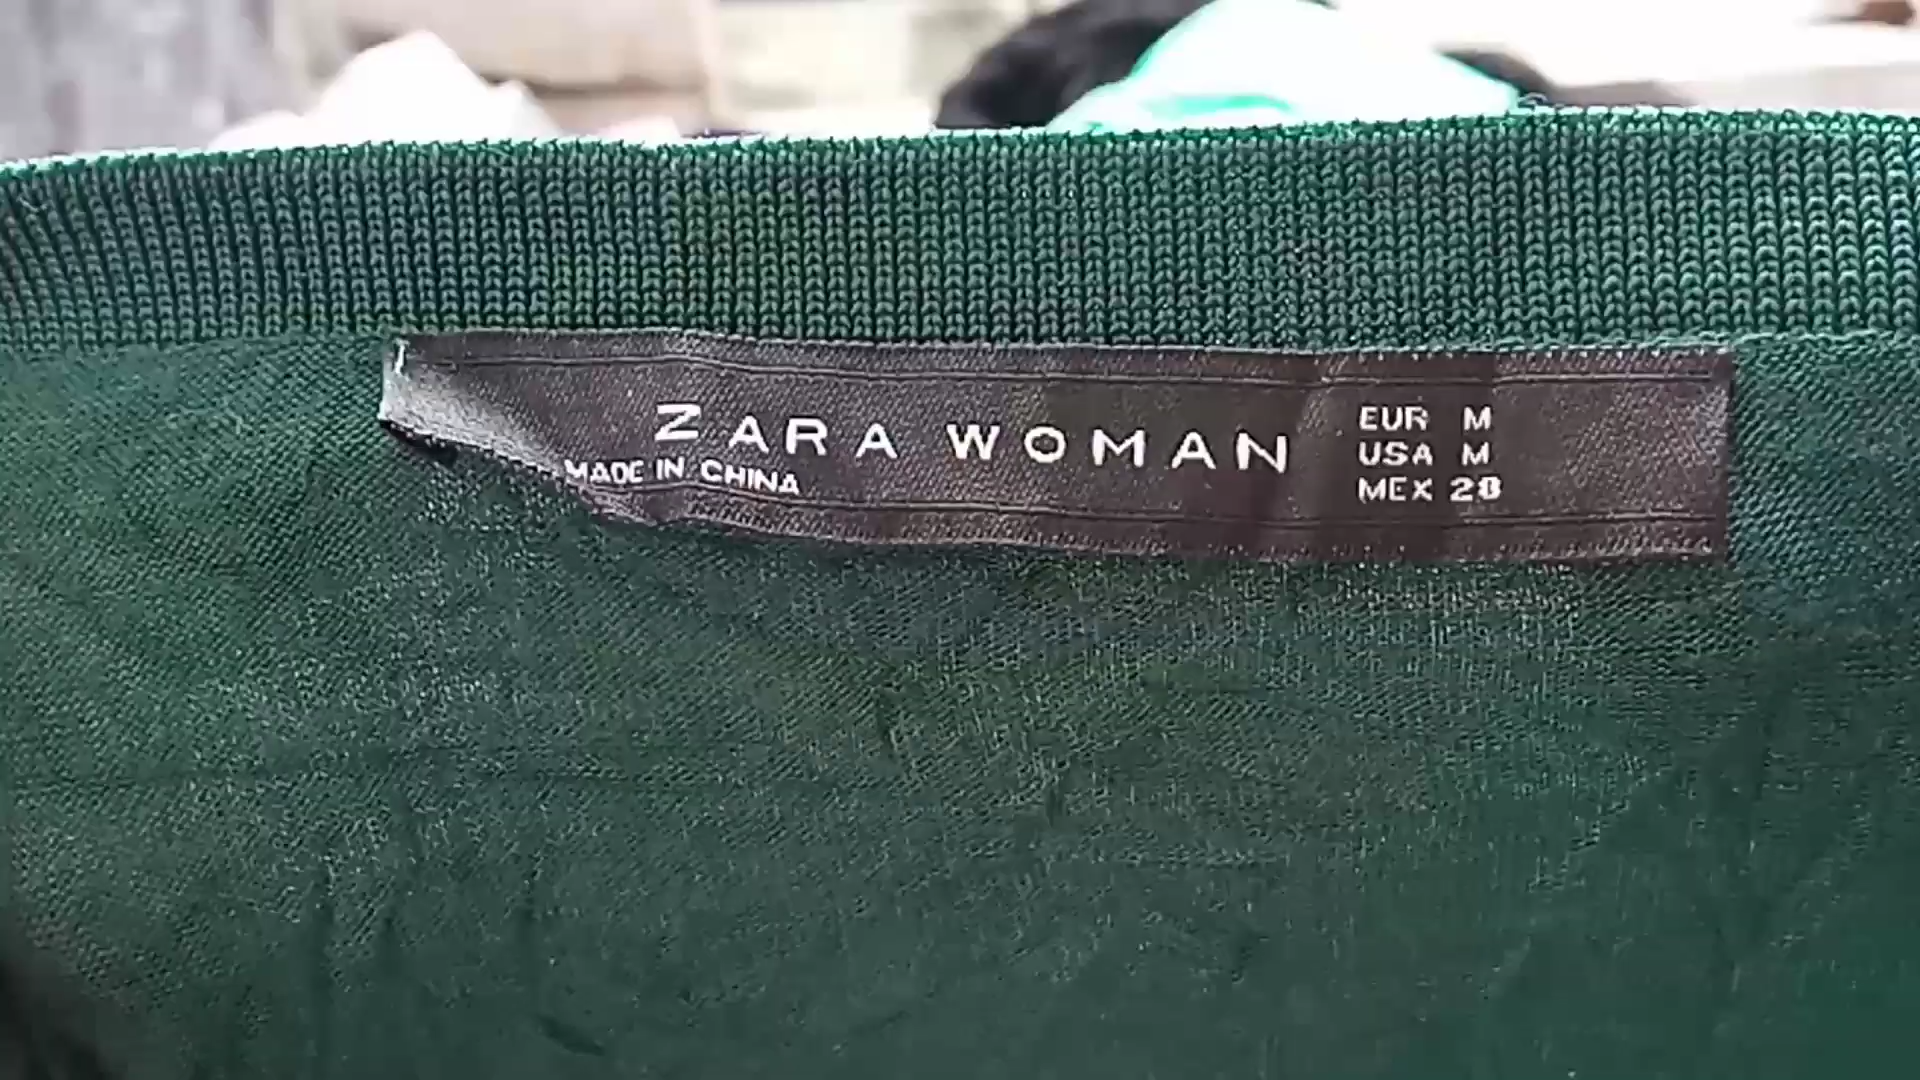 ZARA WOMAN
MADE IN CHINA
EUR M
USA M
MEX 28